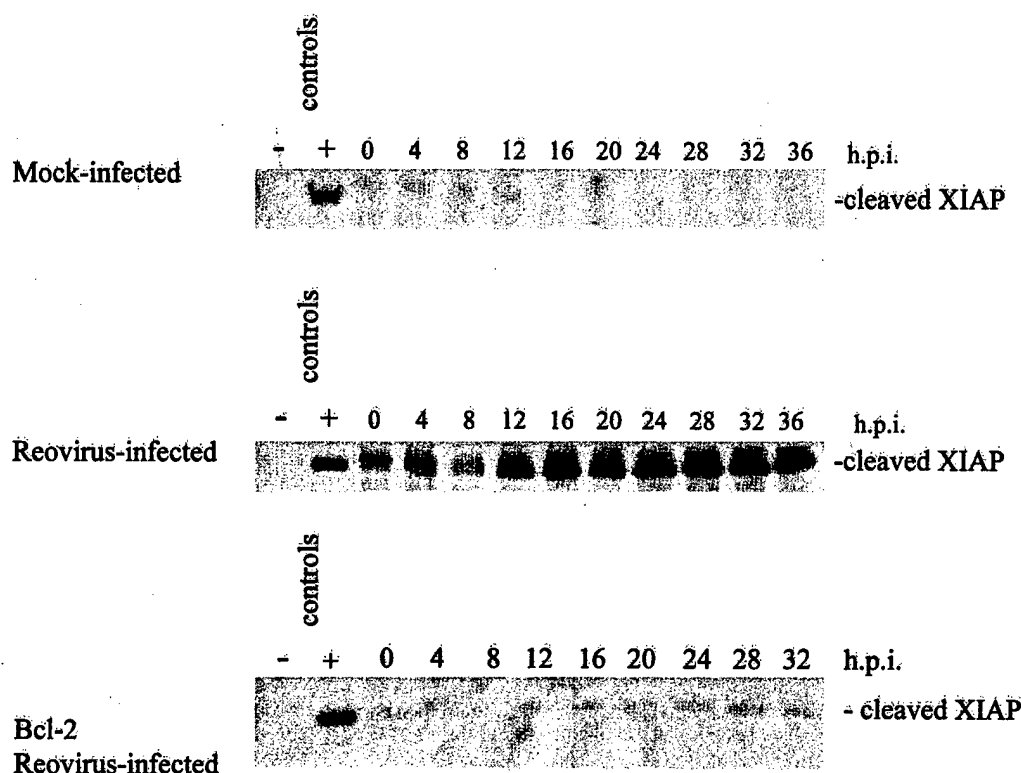 controls
- + 0 4 8 12 16 20 24 28 32 36 h.p.i.
Mock-infected
-cleaved XIAP
controls
- + 0 4 8 12 16 20 24 28 32 36 h.p.i.
Reovirus-infected
-cleaved XIAP
controls
- + 0 4 8 12 16 20 24 28 32 h.p.i.
- cleaved XIAP
Bcl-2
Reovirus-infected